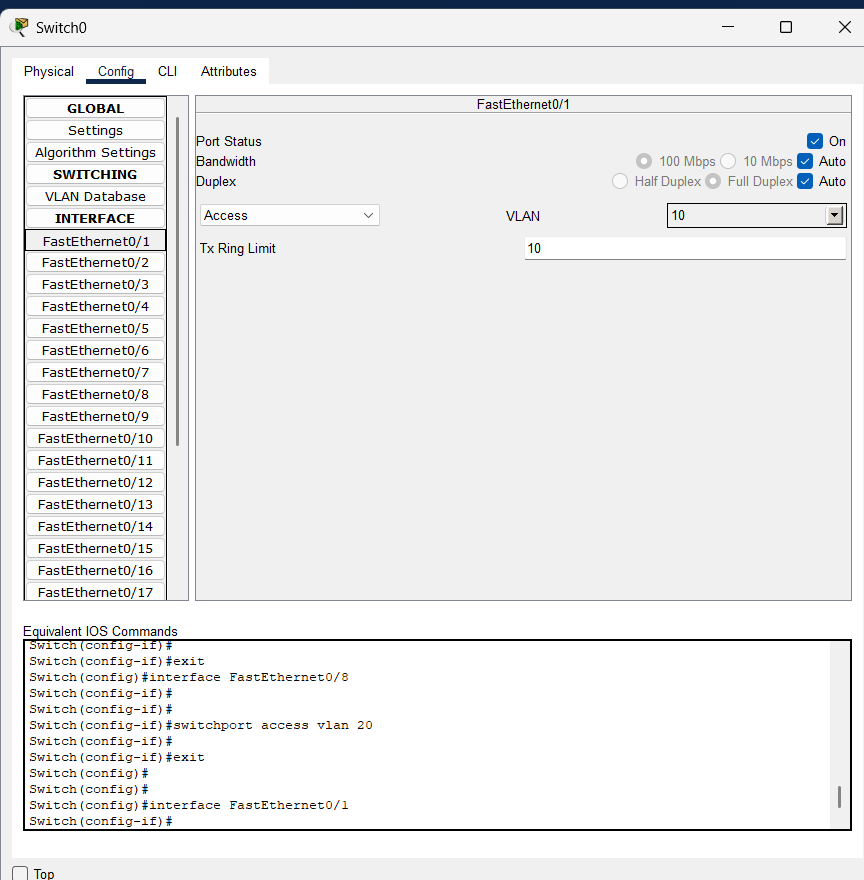 Switch0
Physical Config CLI Attributes
GLOBAL
Settings
Algorithm Settings
SWITCHING
VLAN Database
INTERFACE
FastEthernet0/1
FastEthernet0/2
FastEthernet0/3
FastEthernet0/4
FastEthernet0/5
FastEthernet0/6
FastEthernet0/7
FastEthernet0/8
FastEthernet0/9
FastEthernet0/10
FastEthernet0/11
FastEthernet0/12
FastEthernet0/13
FastEthernet0/14
FastEthernet0/15
FastEthernet0/16
FastEthernet0/17
FastEthernet0/1
Port Status On
Bandwidth 100 Mbps 10 Mbps Auto
Duplex Half Duplex Full Duplex Auto
Access VLAN 10
Tx Ring Limit 10
Equivalent IOS Commands
Switch(config-if)#
Switch(config-if)#exit
Switch(config)#interface FastEthernet0/8
Switch(config-if)#
Switch(config-if)#
Switch(config-if)#switchport access vlan 20
Switch(config-if)#
Switch(config-if)#exit
Switch(config)#
Switch(config)#
Switch(config)#interface FastEthernet0/1
Switch(config-if)#
Top